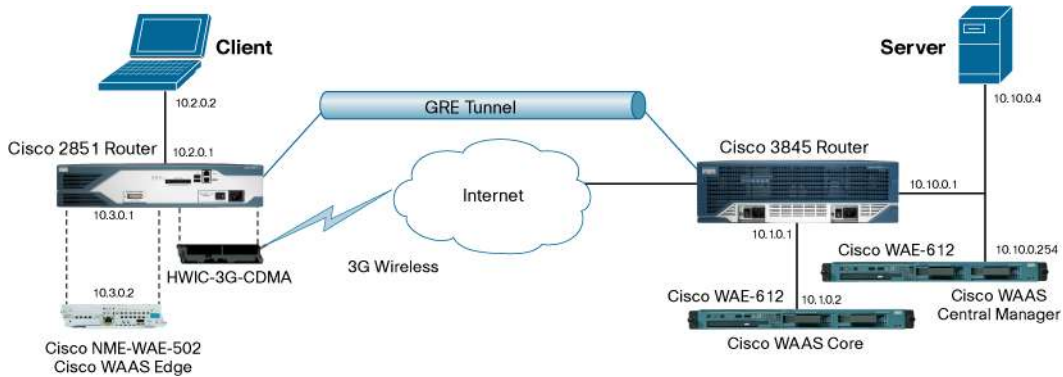 Client
Server
10.2.0.2
10.10.0.4
GRE Tunnel
Cisco 2851 Router
10.2.0.1
Cisco 3845 Router
Internet
10.10.0.1
10.3.0.1
10.1.0.1
Cisco WAE-612
10.10.0.254
HWIC-3G-CDMA
3G Wireless
10.3.0.2
Cisco WAE-612
10.1.0.2
Cisco WAAS
Central Manager
Cisco NME-WAE-502
Cisco WAAS Edge
Cisco WAAS Core